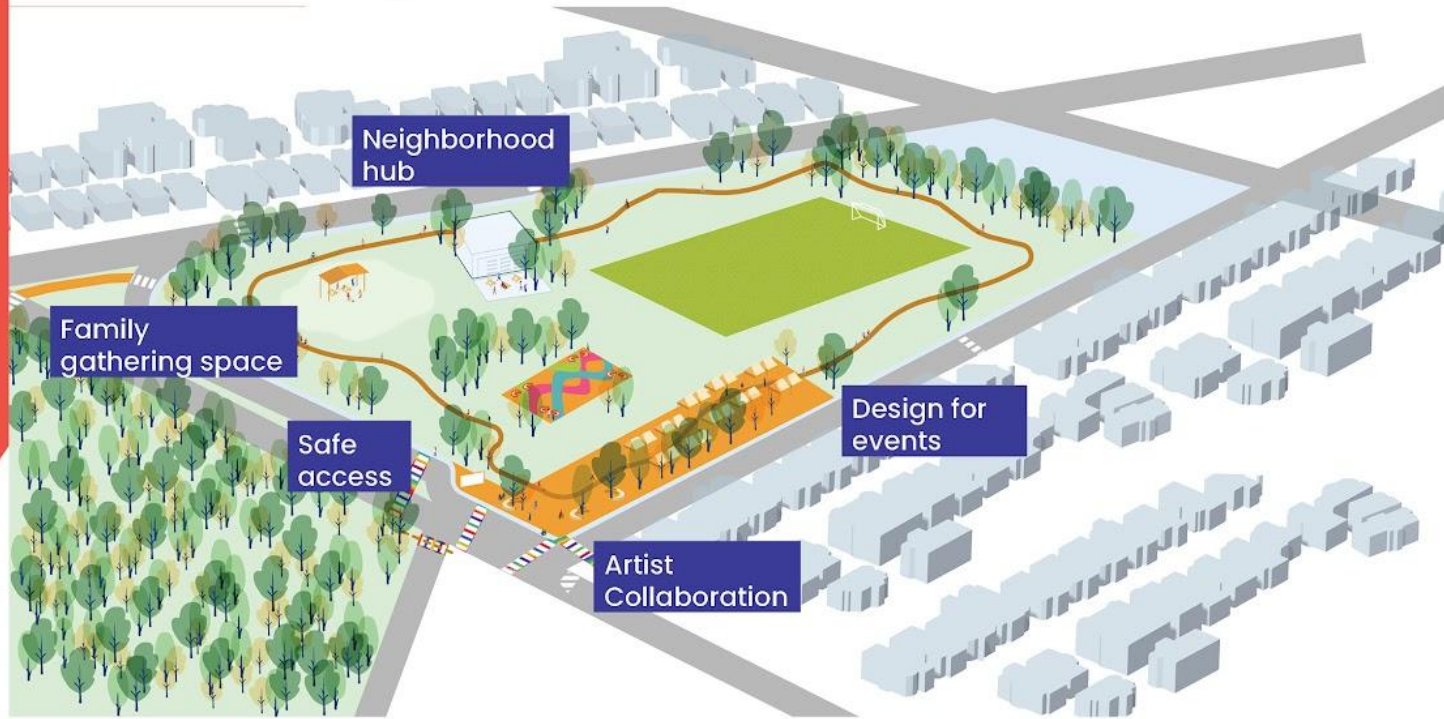 Neighborhood
hub
Family
gathering space
Safe
access
Design for
events
Artist
Collaboration